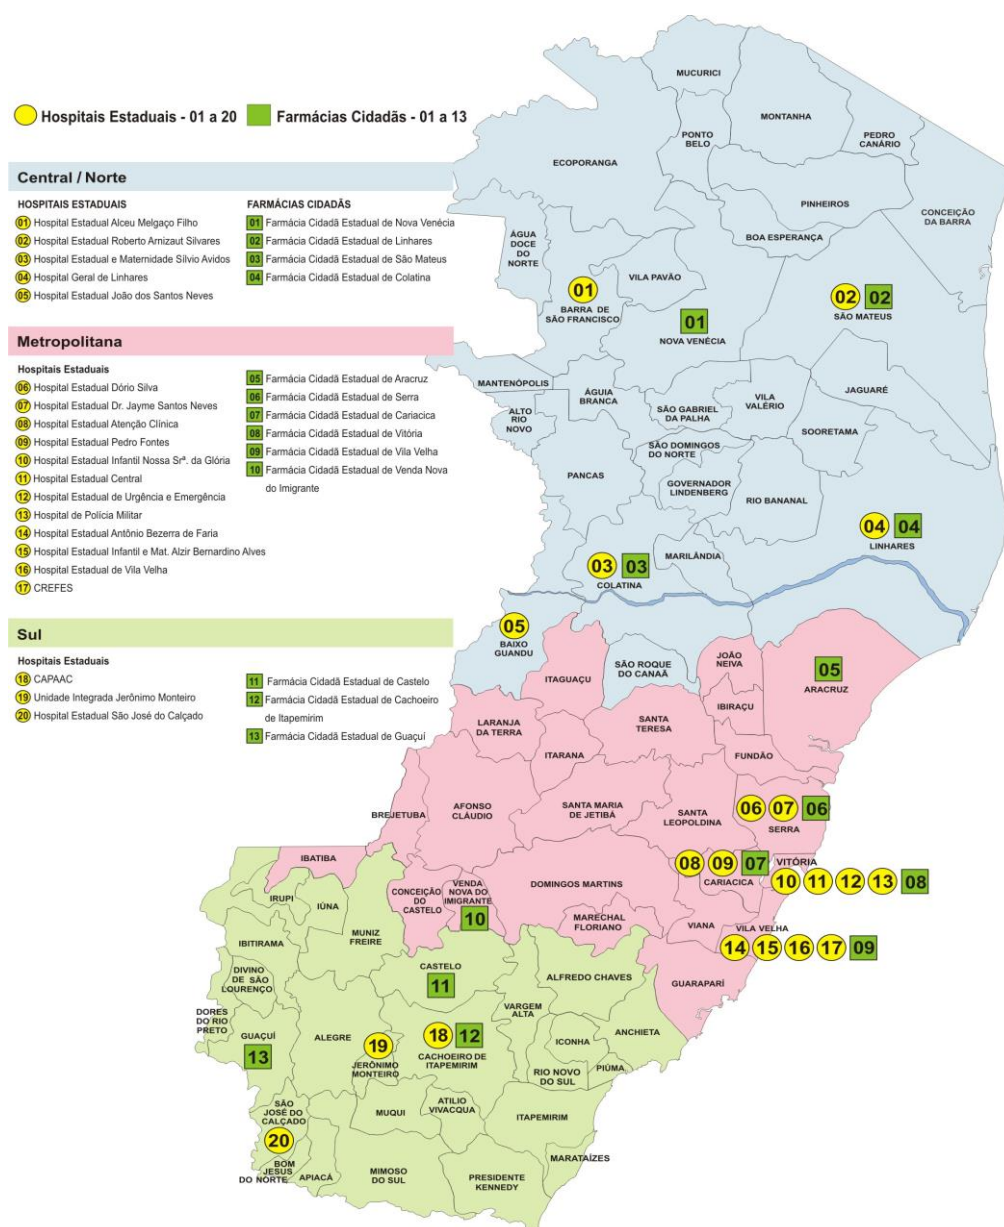 Hospitais Estaduais - 01 a 20
Farmácias Cidadãs - 01 a 13
Central / Norte
HOSPITAIS ESTADUAIS
01 Hospital Estadual Alceu Melgaço Filho
02 Hospital Estadual Roberto Arnizaut Silvares
03 Hospital Estadual e Maternidade Sílvio Avidos
04 Hospital Geral de Linhares
05 Hospital Estadual João dos Santos Neves
FARMÁCIAS CIDADÃS
01 Farmácia Cidadã Estadual de Nova Venécia
02 Farmácia Cidadã Estadual de Linhares
03 Farmácia Cidadã Estadual de São Mateus
04 Farmácia Cidadã Estadual de Colatina
Metropolitana
Hospitais Estaduais
06 Hospital Estadual Dório Silva
07 Hospital Estadual Dr. Jayme Santos Neves
08 Hospital Estadual Atenção Clínica
09 Hospital Estadual Pedro Fontes
10 Hospital Estadual Infantil Nossa Srª. da Glória
11 Hospital Estadual Central
12 Hospital Estadual de Urgência e Emergência
13 Hospital de Polícia Militar
14 Hospital Estadual Antônio Bezerra de Faria
15 Hospital Estadual Infantil e Mat. Alzir Bernardino Alves
16 Hospital Estadual de Vila Velha
17 CREFES
05 Farmácia Cidadã Estadual de Aracruz
06 Farmácia Cidadã Estadual de Serra
07 Farmácia Cidadã Estadual de Cariacica
08 Farmácia Cidadã Estadual de Vitória
09 Farmácia Cidadã Estadual de Vila Velha
10 Farmácia Cidadã Estadual de Venda Nova
do Imigrante
Sul
Hospitais Estaduais
18 CAPAAC
19 Unidade Integrada Jerônimo Monteiro
20 Hospital Estadual São José do Calçado
11 Farmácia Cidadã Estadual de Castelo
12 Farmácia Cidadã Estadual de Cachoeiro
de Itapemirim
13 Farmácia Cidadã Estadual de Guaçuí
MUCURICI
MONTANHA
PONTO
BELO
PEDRO
CANÁRIO
ECOPORANGA
PINHEIROS
CONCEIÇÃO
DA BARRA
ÁGUA
DOCE
DO
NORTE
BOA ESPERANÇA
VILA PAVÃO
01
BARRA DE
SÃO FRANCISCO
01
NOVA VENÉCIA
02 02
SÃO MATEUS
MANTENÓPOLIS
ÁGUIA
BRANCA
JAGUARÉ
ALTO
RIO
NOVO
SÃO GABRIEL
DA PALHA
VILA
VALÉRIO
SOORETAMA
SÃO DOMINGOS
DO NORTE
PANCAS
GOVERNADOR
LINDENBERG
RIO BANANAL
04 04
LINHARES
03 03
COLATINA
MARILÂNDIA
05
BAIXO
GUANDU
ITAGUAÇU
SÃO ROQUE
DO CANAÃ
JOÃO
NEIVA
05
ARACRUZ
IBIRAÇU
LARANJA
DA TERRA
SANTA
TERESA
ITARANA
FUNDÃO
BREJETUBA
AFONSO
CLÁUDIO
SANTA MARIA
DE JETIBÁ
SANTA
LEOPOLDINA
06 07 06
SERRA
IBATIBA
08 09 07
CARIACICA
VITÓRIA
10 11 12 13 08
IRUPI
IÚNA
CONCEIÇÃO
DO
CASTELO
VENDA
NOVA DO
IMIGRANTE
10
DOMINGOS MARTINS
MARECHAL
FLORIANO
VIANA
VILA VELHA
14 15 16 17 09
IBITIRAMA
MUNIZ
FREIRE
GUARAPARÍ
DIVINO
DE SÃO
LOURENÇO
CASTELO
11
ALFREDO CHAVES
VARGEM
ALTA
DORES
DO RIO
PRETO
GUAÇUÍ
13
ALEGRE
19
JERÔNIMO
MONTEIRO
18 12
CACHOEIRO DE
ITAPEMIRIM
ICONHA
ANCHIETA
RIO NOVO
DO SUL
PIÚMA
SÃO
JOSÉ DO
CALÇADO
20
MUQUI
ATILIO
VIVACQUA
ITAPEMIRIM
BOM
JESUS
DO NORTE
APIACÁ
MIMOSO
DO SUL
PRESIDENTE
KENNEDY
MARATAÍZES